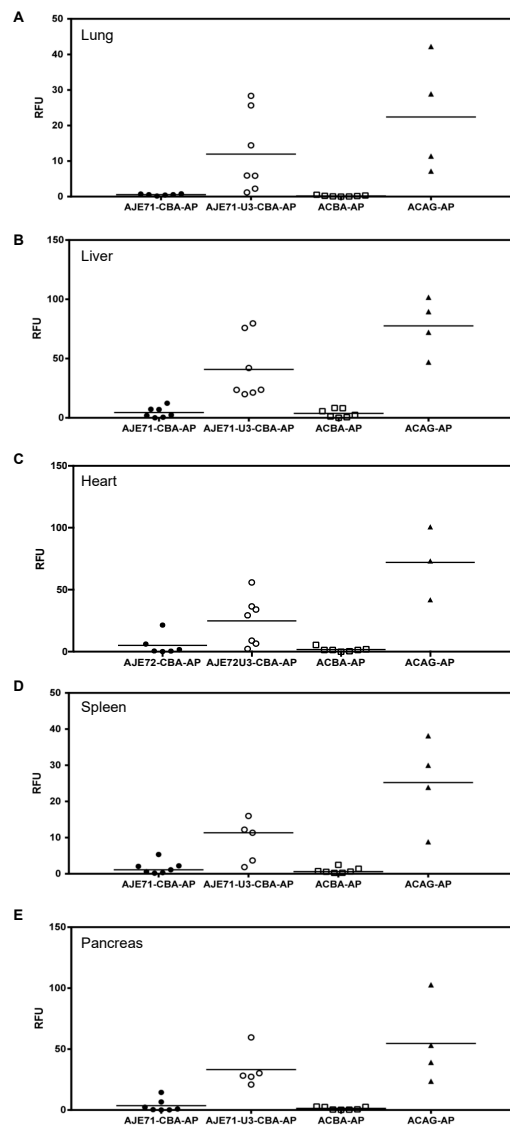 A
Lung
50
40
30
20
10
0
RFU
AJE71-CBA-AP AJE71-U3-CBA-AP ACBA-AP ACAG-AP
B
Liver
150
100
50
0
RFU
AJE71-CBA-AP AJE71-U3-CBA-AP ACBA-AP ACAG-AP
C
Heart
150
100
50
0
RFU
AJE72-CBA-AP AJE72U3-CBA-AP ACBA-AP ACAG-AP
D
Spleen
50
40
30
20
10
0
RFU
AJE71-CBA-AP AJE71-U3-CBA-AP ACBA-AP ACAG-AP
E
Pancreas
150
100
50
0
RFU
AJE71-CBA-AP AJE71-U3-CBA-AP ACBA-AP ACAG-AP